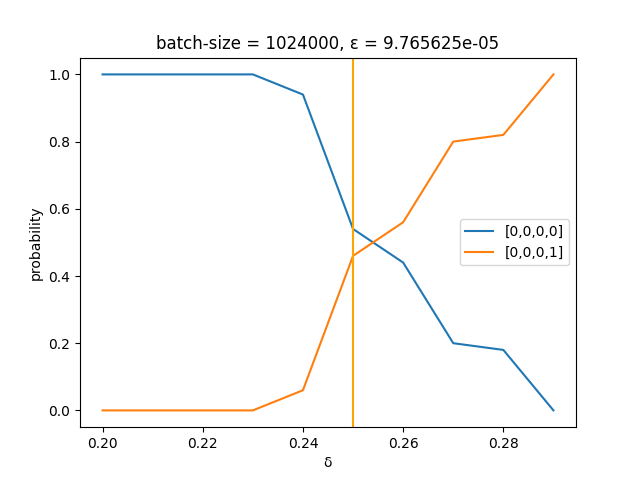 batch-size = 1024000, ε = 9.765625e-05
1.0
0.8
0.6
0.4
0.2
0.0
probability
[0,0,0,0]
[0,0,0,1]
0.20 0.22 0.24 0.26 0.28
δ